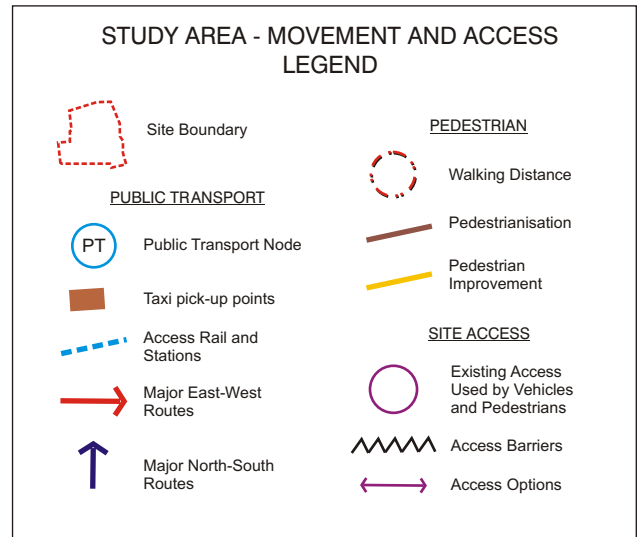 STUDY AREA - MOVEMENT AND ACCESS
LEGEND
Site Boundary
PUBLIC TRANSPORT
PT
Public Transport Node
Taxi pick-up points
Access Rail and
Stations
Major East-West
Routes
Major North-South
Routes
PEDESTRIAN
Walking Distance
Pedestrianisation
Pedestrian
Improvement
SITE ACCESS
Existing Access
Used by Vehicles
and Pedestrians
Access Barriers
Access Options